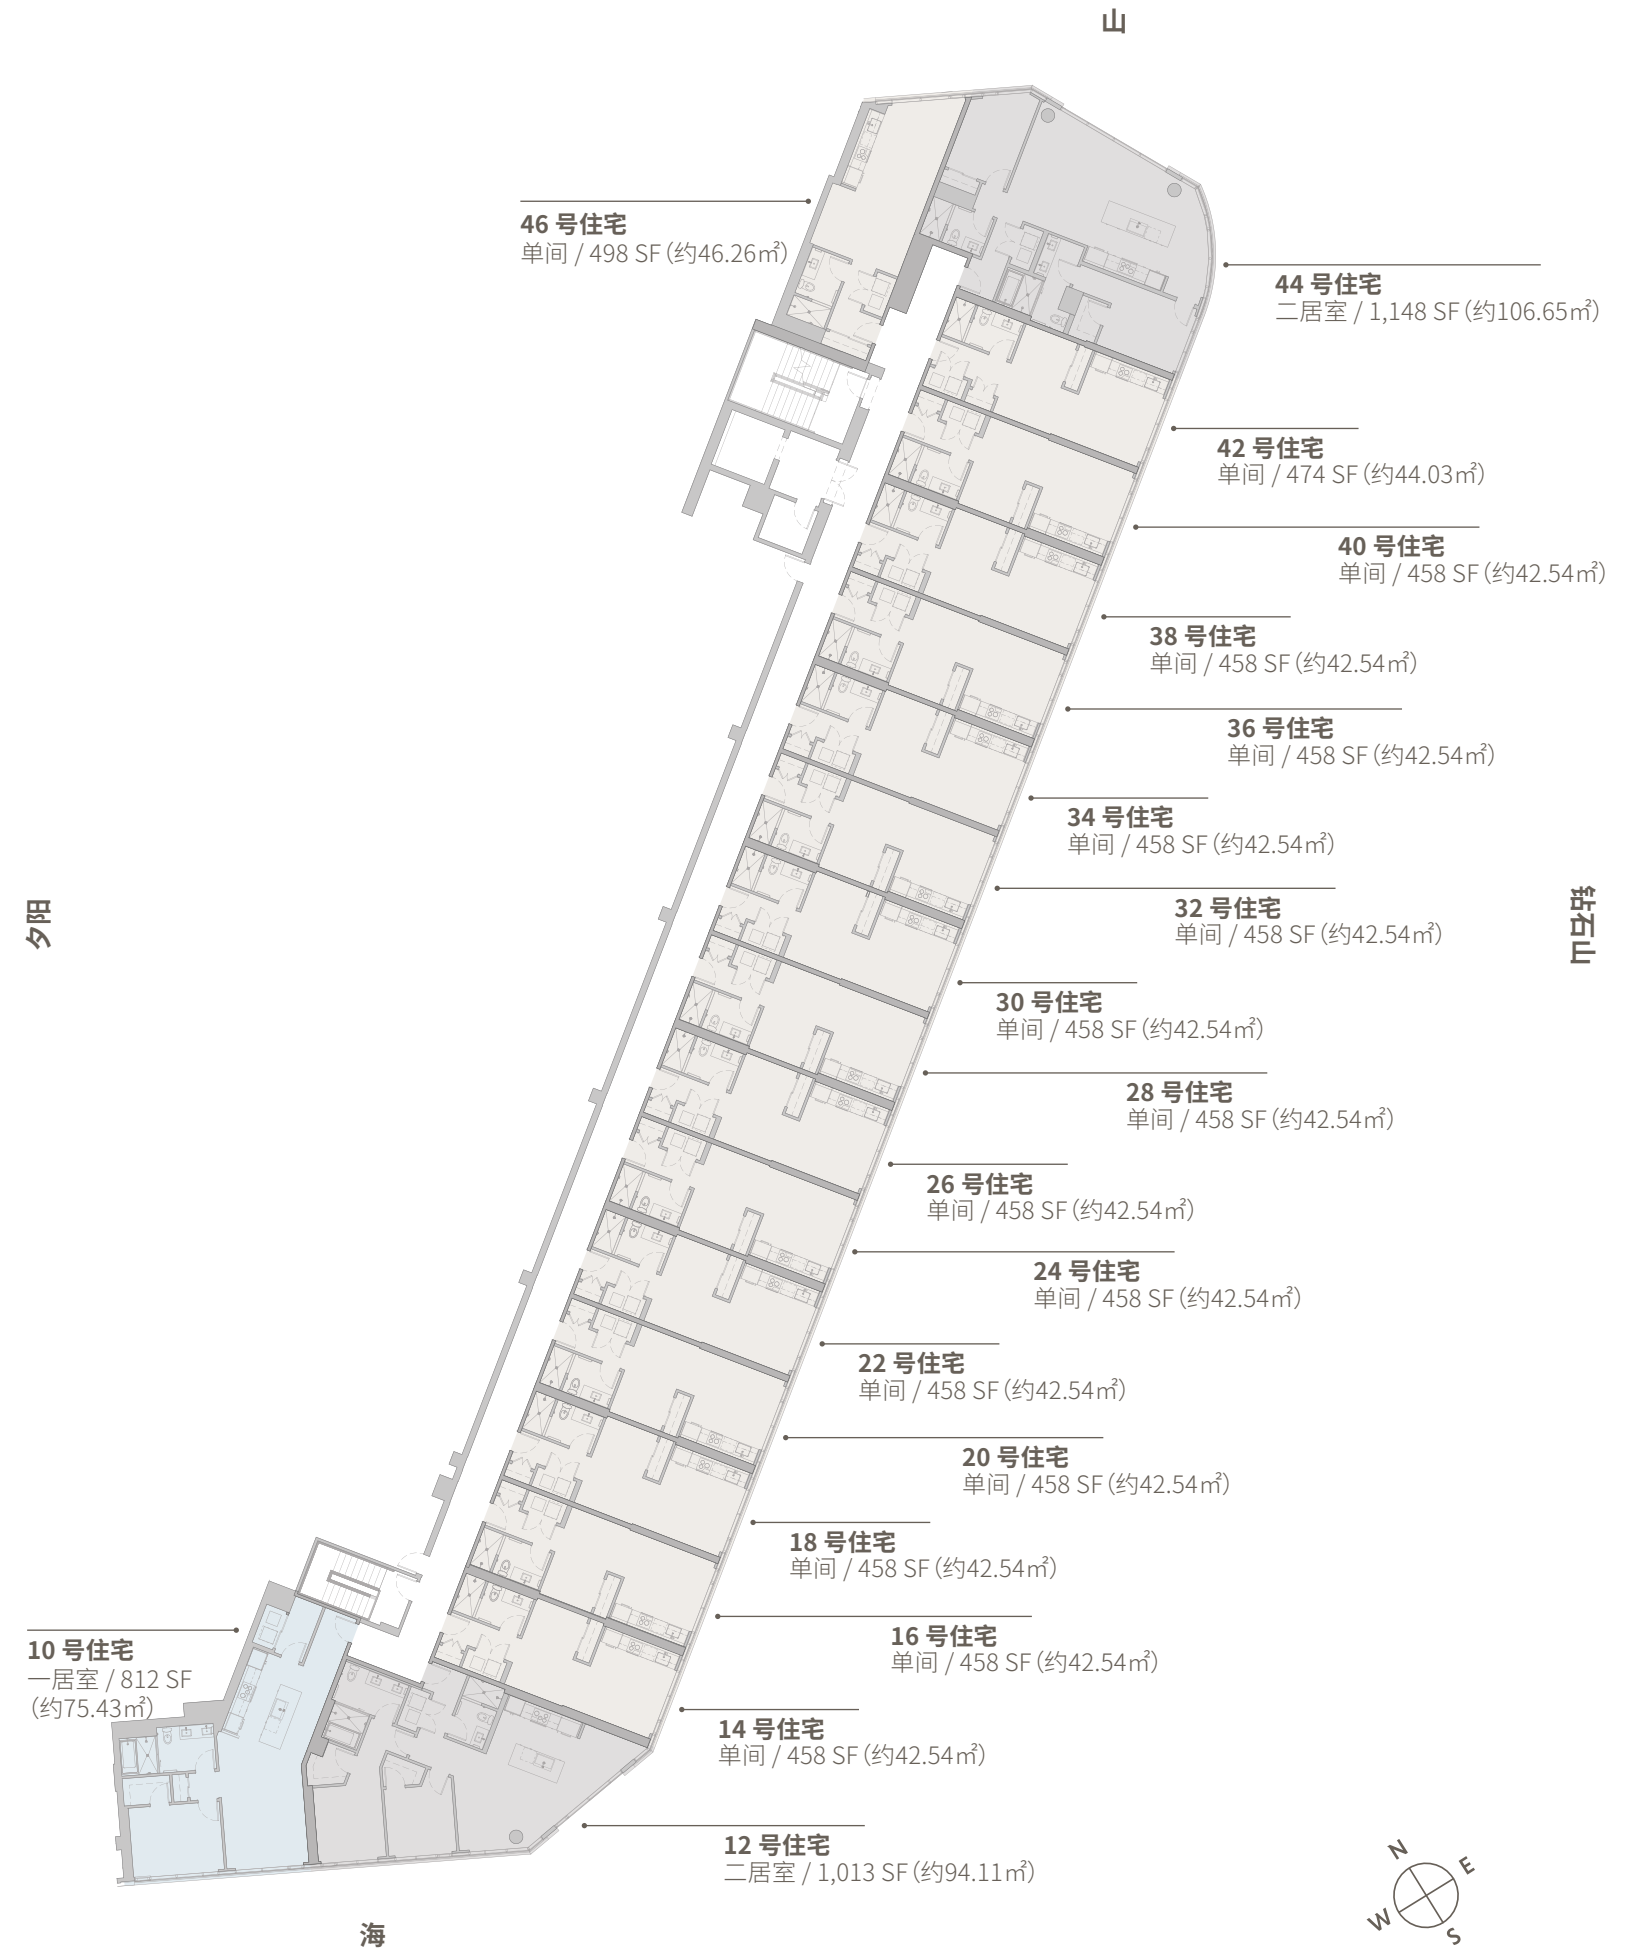 山
46 号住宅
单间 / 498 SF（约46.26㎡）
44 号住宅
二居室 / 1,148 SF（约106.65㎡）
42 号住宅
单间 / 474 SF（约44.03㎡）
40 号住宅
单间 / 458 SF（约42.54㎡）
38 号住宅
单间 / 458 SF（约42.54㎡）
36 号住宅
单间 / 458 SF（约42.54㎡）
34 号住宅
单间 / 458 SF（约42.54㎡）
夕阳
钻石山
32 号住宅
单间 / 458 SF（约42.54㎡）
30 号住宅
单间 / 458 SF（约42.54㎡）
28 号住宅
单间 / 458 SF（约42.54㎡）
26 号住宅
单间 / 458 SF（约42.54㎡）
24 号住宅
单间 / 458 SF（约42.54㎡）
22 号住宅
单间 / 458 SF（约42.54㎡）
20 号住宅
单间 / 458 SF（约42.54㎡）
18 号住宅
单间 / 458 SF（约42.54㎡）
16 号住宅
单间 / 458 SF（约42.54㎡）
10 号住宅
一居室 / 812 SF
（约75.43㎡）
14 号住宅
单间 / 458 SF（约42.54㎡）
12 号住宅
二居室 / 1,013 SF（约94.11㎡）
海
N
E
W
S